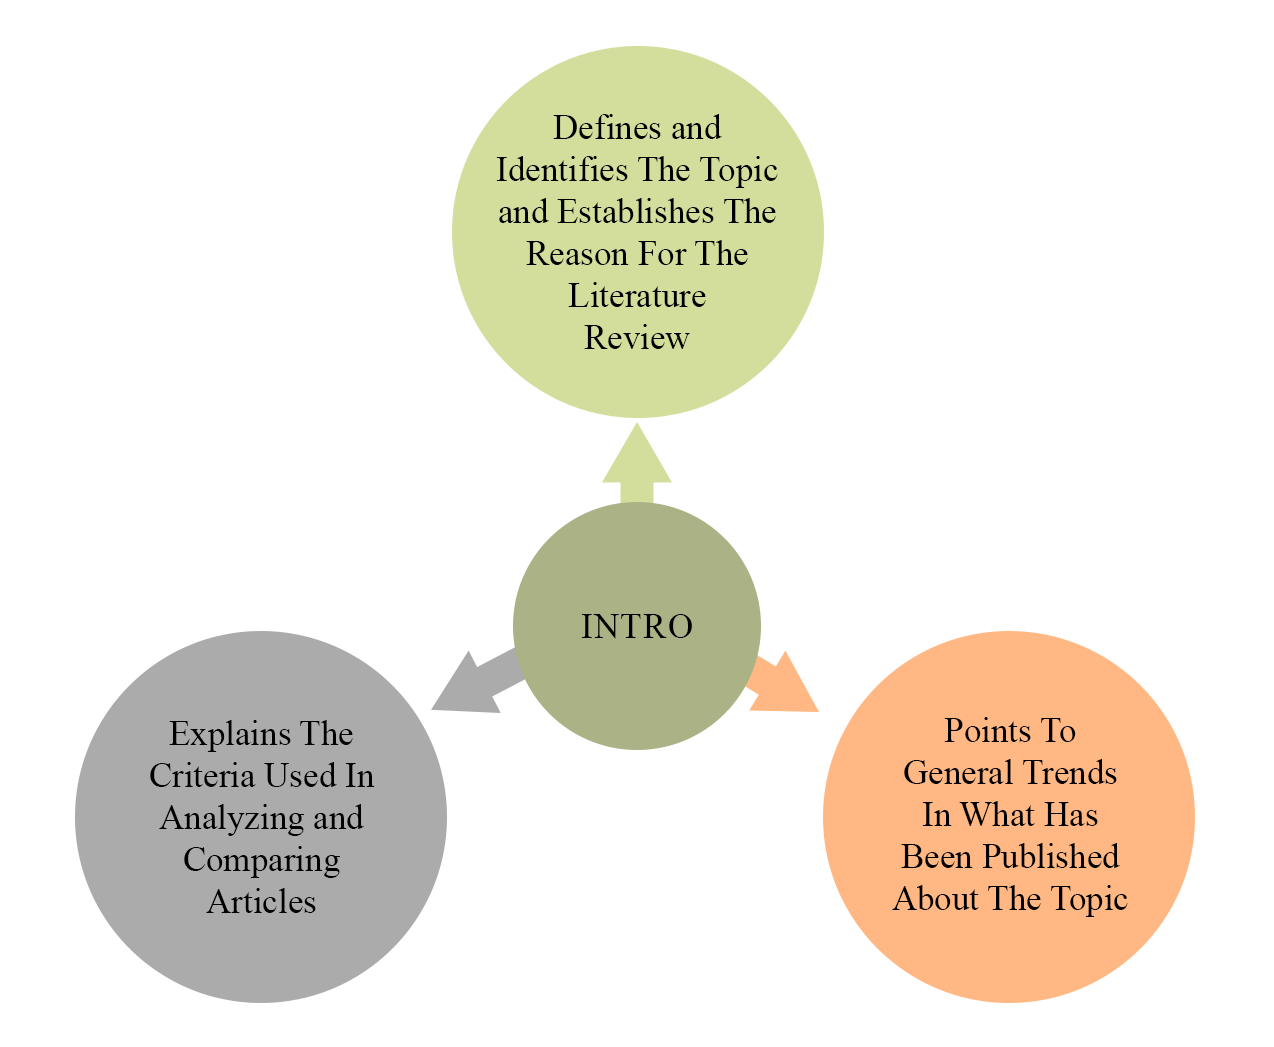 Defines and
Identifies The Topic
and Establishes The
Reason For The
Literature
Review
INTRO
Explains The
Criteria Used In
Analyzing and
Comparing
Articles
Points To
General Trends
In What Has
Been Published
About The Topic